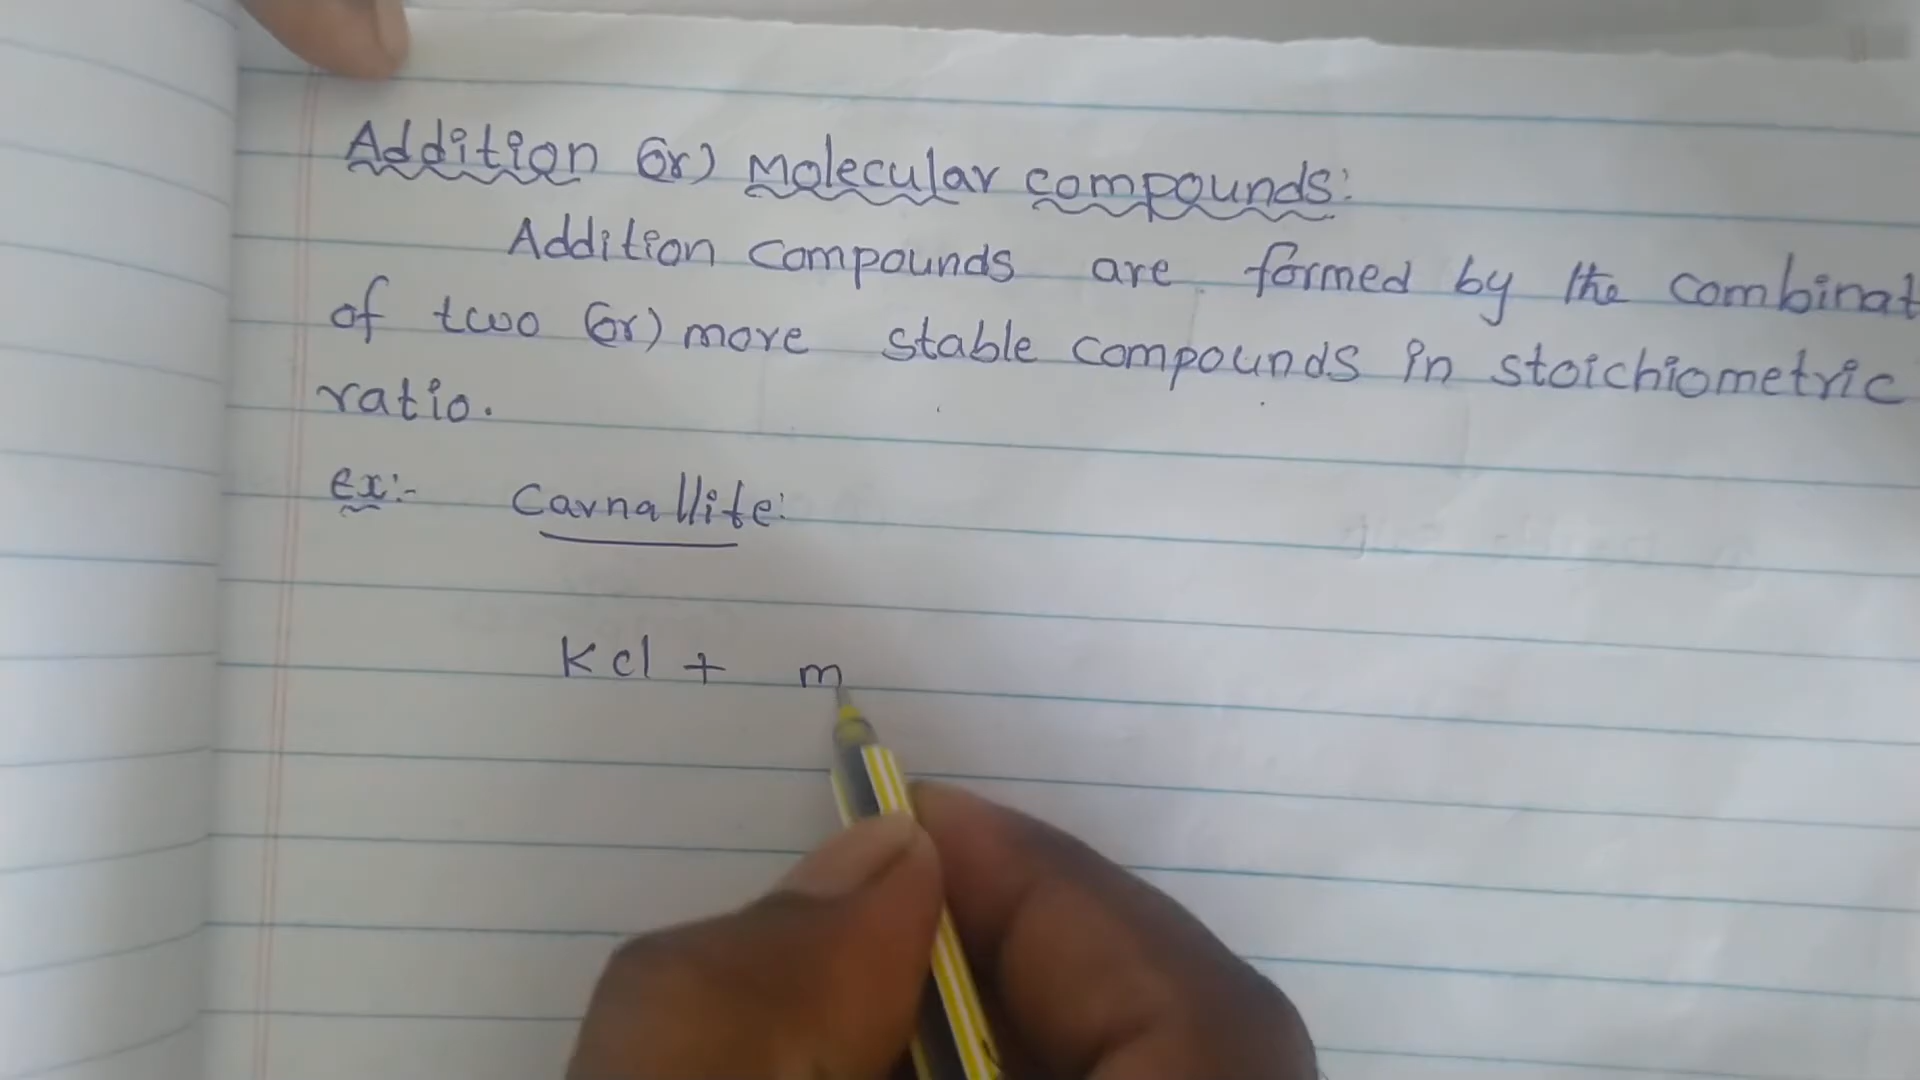 Addition (or) Molecular compounds:
Addition compounds are formed by the combinat
of two (or) more stable compounds in stoichiometric
ratio.
ex:- Carnallite:
Kcl + m